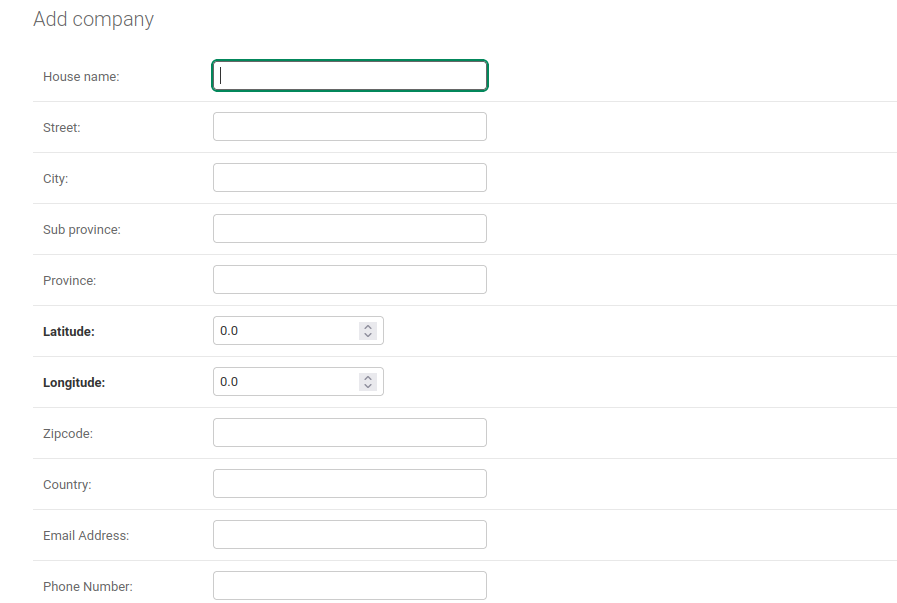 Add company
House name:
Street:
City:
Sub province:
Province:
Latitude: 0.0
Longitude: 0.0
Zipcode:
Country:
Email Address:
Phone Number: